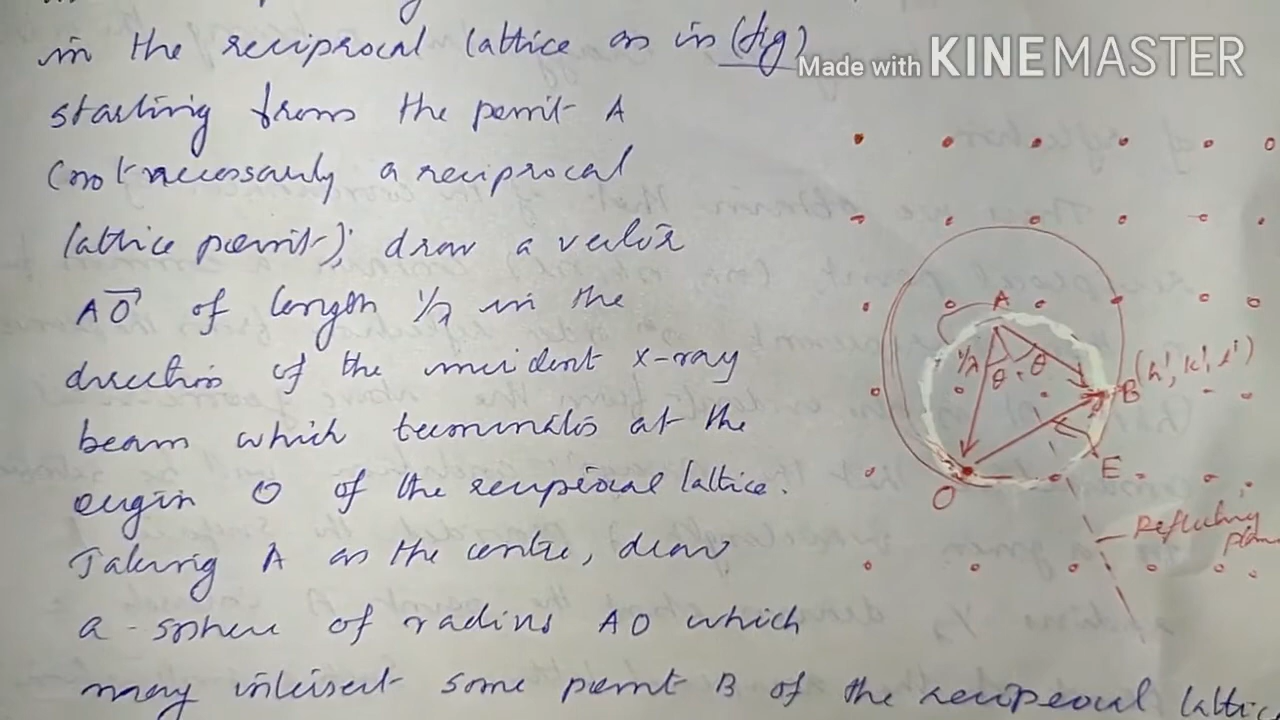 in the reciprocal lattice as in (fig)
Made with KINEMASTER
starting from the point A
(not necessarily a reciprocal
lattice point); draw a vector
AO⃗ of length 1/λ in the
direction of the incident x-ray
beam which terminates at the
origin O of the reciprocal lattice.
Taking A as the centre, draw
a sphere of radius AO which
may intersect some point B of the reciprocal lattice
A
1/λ
θ θ
B (h', k', l')
O
E
Reflecting plane